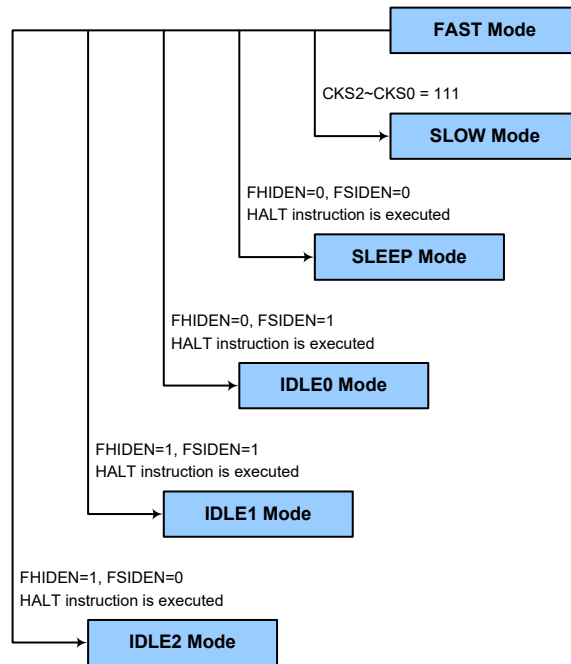 FAST Mode
CKS2~CKS0 = 111
SLOW Mode
FHIDEN=0, FSIDEN=0
HALT instruction is executed
SLEEP Mode
FHIDEN=0, FSIDEN=1
HALT instruction is executed
IDLE0 Mode
FHIDEN=1, FSIDEN=1
HALT instruction is executed
IDLE1 Mode
FHIDEN=1, FSIDEN=0
HALT instruction is executed
IDLE2 Mode